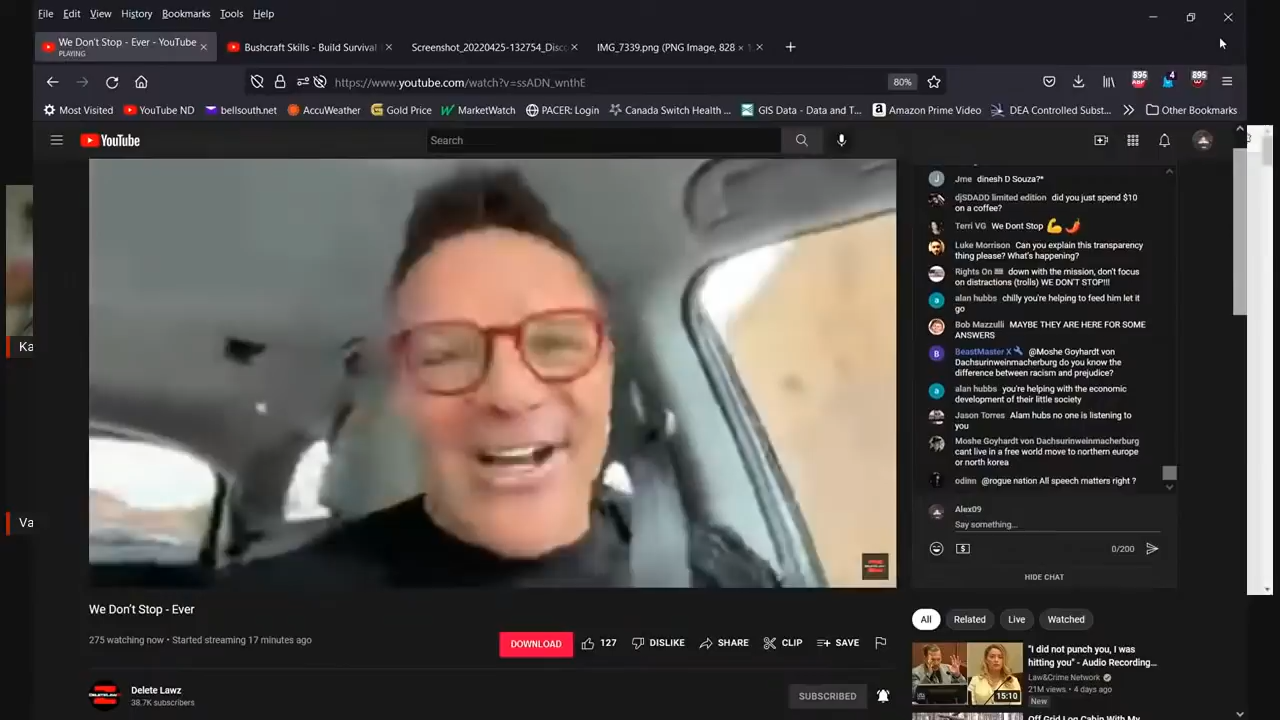 File Edit View History Bookmarks Tools Help
We Don't Stop - Ever - YouTube
PLAYING
Bushcraft Skills - Build Survival
Screenshot_20220425-132754_Disc
IMG_7339.png (PNG Image, 828 × 1
https://www.youtube.com/watch?v=ssADN_wnthE
80%
895
4
895
Most Visited YouTube ND bellsouth.net AccuWeather Gold Price MarketWatch PACER: Login Canada Switch Health ... GIS Data - Data and T... Amazon Prime Video DEA Controlled Subst... Other Bookmarks
YouTube
Search
Jme dinesh D Souza?*
djSDADD limited edition did you just spend $10
on a coffee?
Terri VG We Dont Stop
Luke Morrison Can you explain this transparency
thing please? What's happening?
Rights On down with the mission, don't focus
on distractions (trolls) WE DON'T STOP!!!
alan hubbs chilly you're helping to feed him let it
go
Bob Mazzulli MAYBE THEY ARE HERE FOR SOME
ANSWERS
BeastMaster X @Moshe Goyhardt von
Dachsurinweinmacherburg do you know the
difference between racism and prejudice?
alan hubbs you're helping with the economic
development of their little society
Jason Torres Alam hubs no one is listening to
you
Moshe Goyhardt von Dachsurinweinmacherburg
cant live in a free world move to northern europe
or north korea
odimn @rogue nation All speech matters right ?
Alex09
Say something...
0/200
HIDE CHAT
Ka
Va
We Don't Stop - Ever
275 watching now • Started streaming 17 minutes ago
DOWNLOAD 127 DISLIKE SHARE CLIP SAVE
Delete Lawz
38.7K subscribers
SUBSCRIBED
All Related Live Watched
"I did not punch you, I was
hitting you" - Audio Recording...
Law&Crime Network
21M views • 4 days ago
New
15:10
Off Grid Log Cabin With My